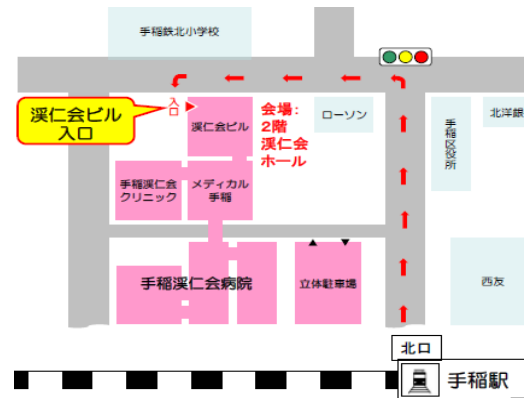 手稲鉄北小学校
渓仁会ビル
入口
入
口
渓仁会ビル
会場:
2階
渓仁会
ホール
ローソン
手稲区役所
北洋銀
手稲渓仁会
クリニック
メディカル
手稲
手稲渓仁会病院
立体駐車場
西友
北口
手稲駅